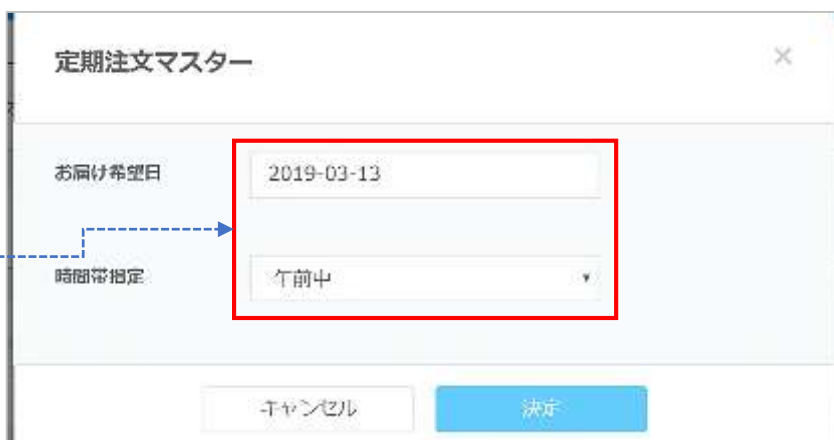 定期注文マスター
×
お届け希望日
2019-03-13
時間帯指定
午前中
キャンセル
決定